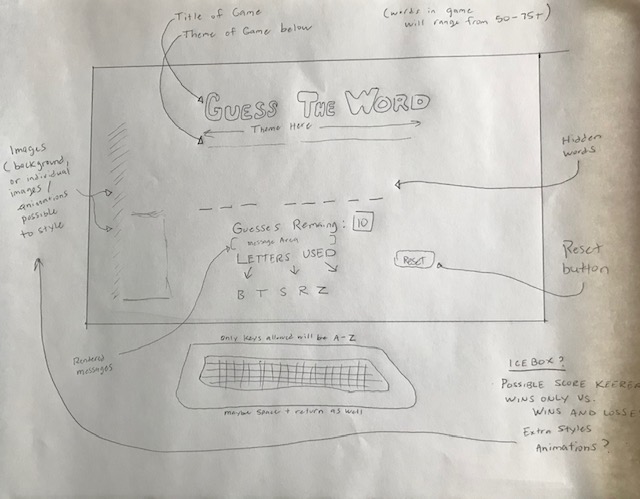 Title of Game
Theme of Game below
(words in game
will range from 50-75+)
GUESS THE WORD
Theme Here
Images
(background,
or individual
images/
animations
possible
to style
Hidden
words
Guesses Remaining: 10
[message Area]
LETTERS USED
B T S R Z
RESET
Reset
button
Rendered
messages
only keys allowed will be A-Z
maybe space + return as well
ICEBOX?
POSSIBLE SCORE KEEPER
WINS ONLY VS.
WINS AND LOSSE
Extra Styles
Animations?